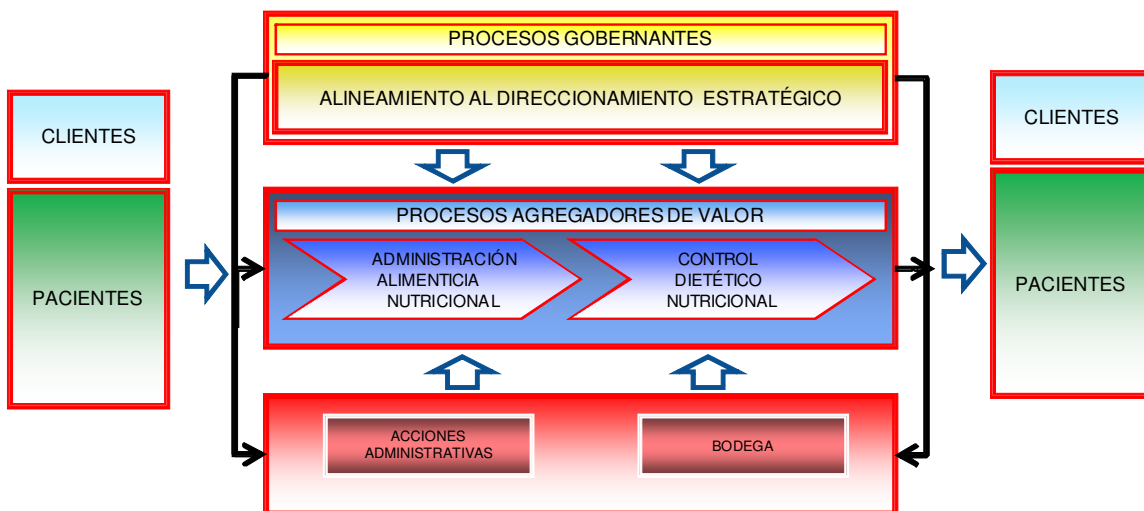 PROCESOS GOBERNANTES
ALINEAMIENTO AL DIRECCIONAMIENTO ESTRATÉGICO
CLIENTES
PACIENTES
PROCESOS AGREGADORES DE VALOR
ADMINISTRACIÓN
ALIMENTICIA
NUTRICIONAL
CONTROL
DIETÉTICO
NUTRICIONAL
ACCIONES
ADMINISTRATIVAS
BODEGA
CLIENTES
PACIENTES